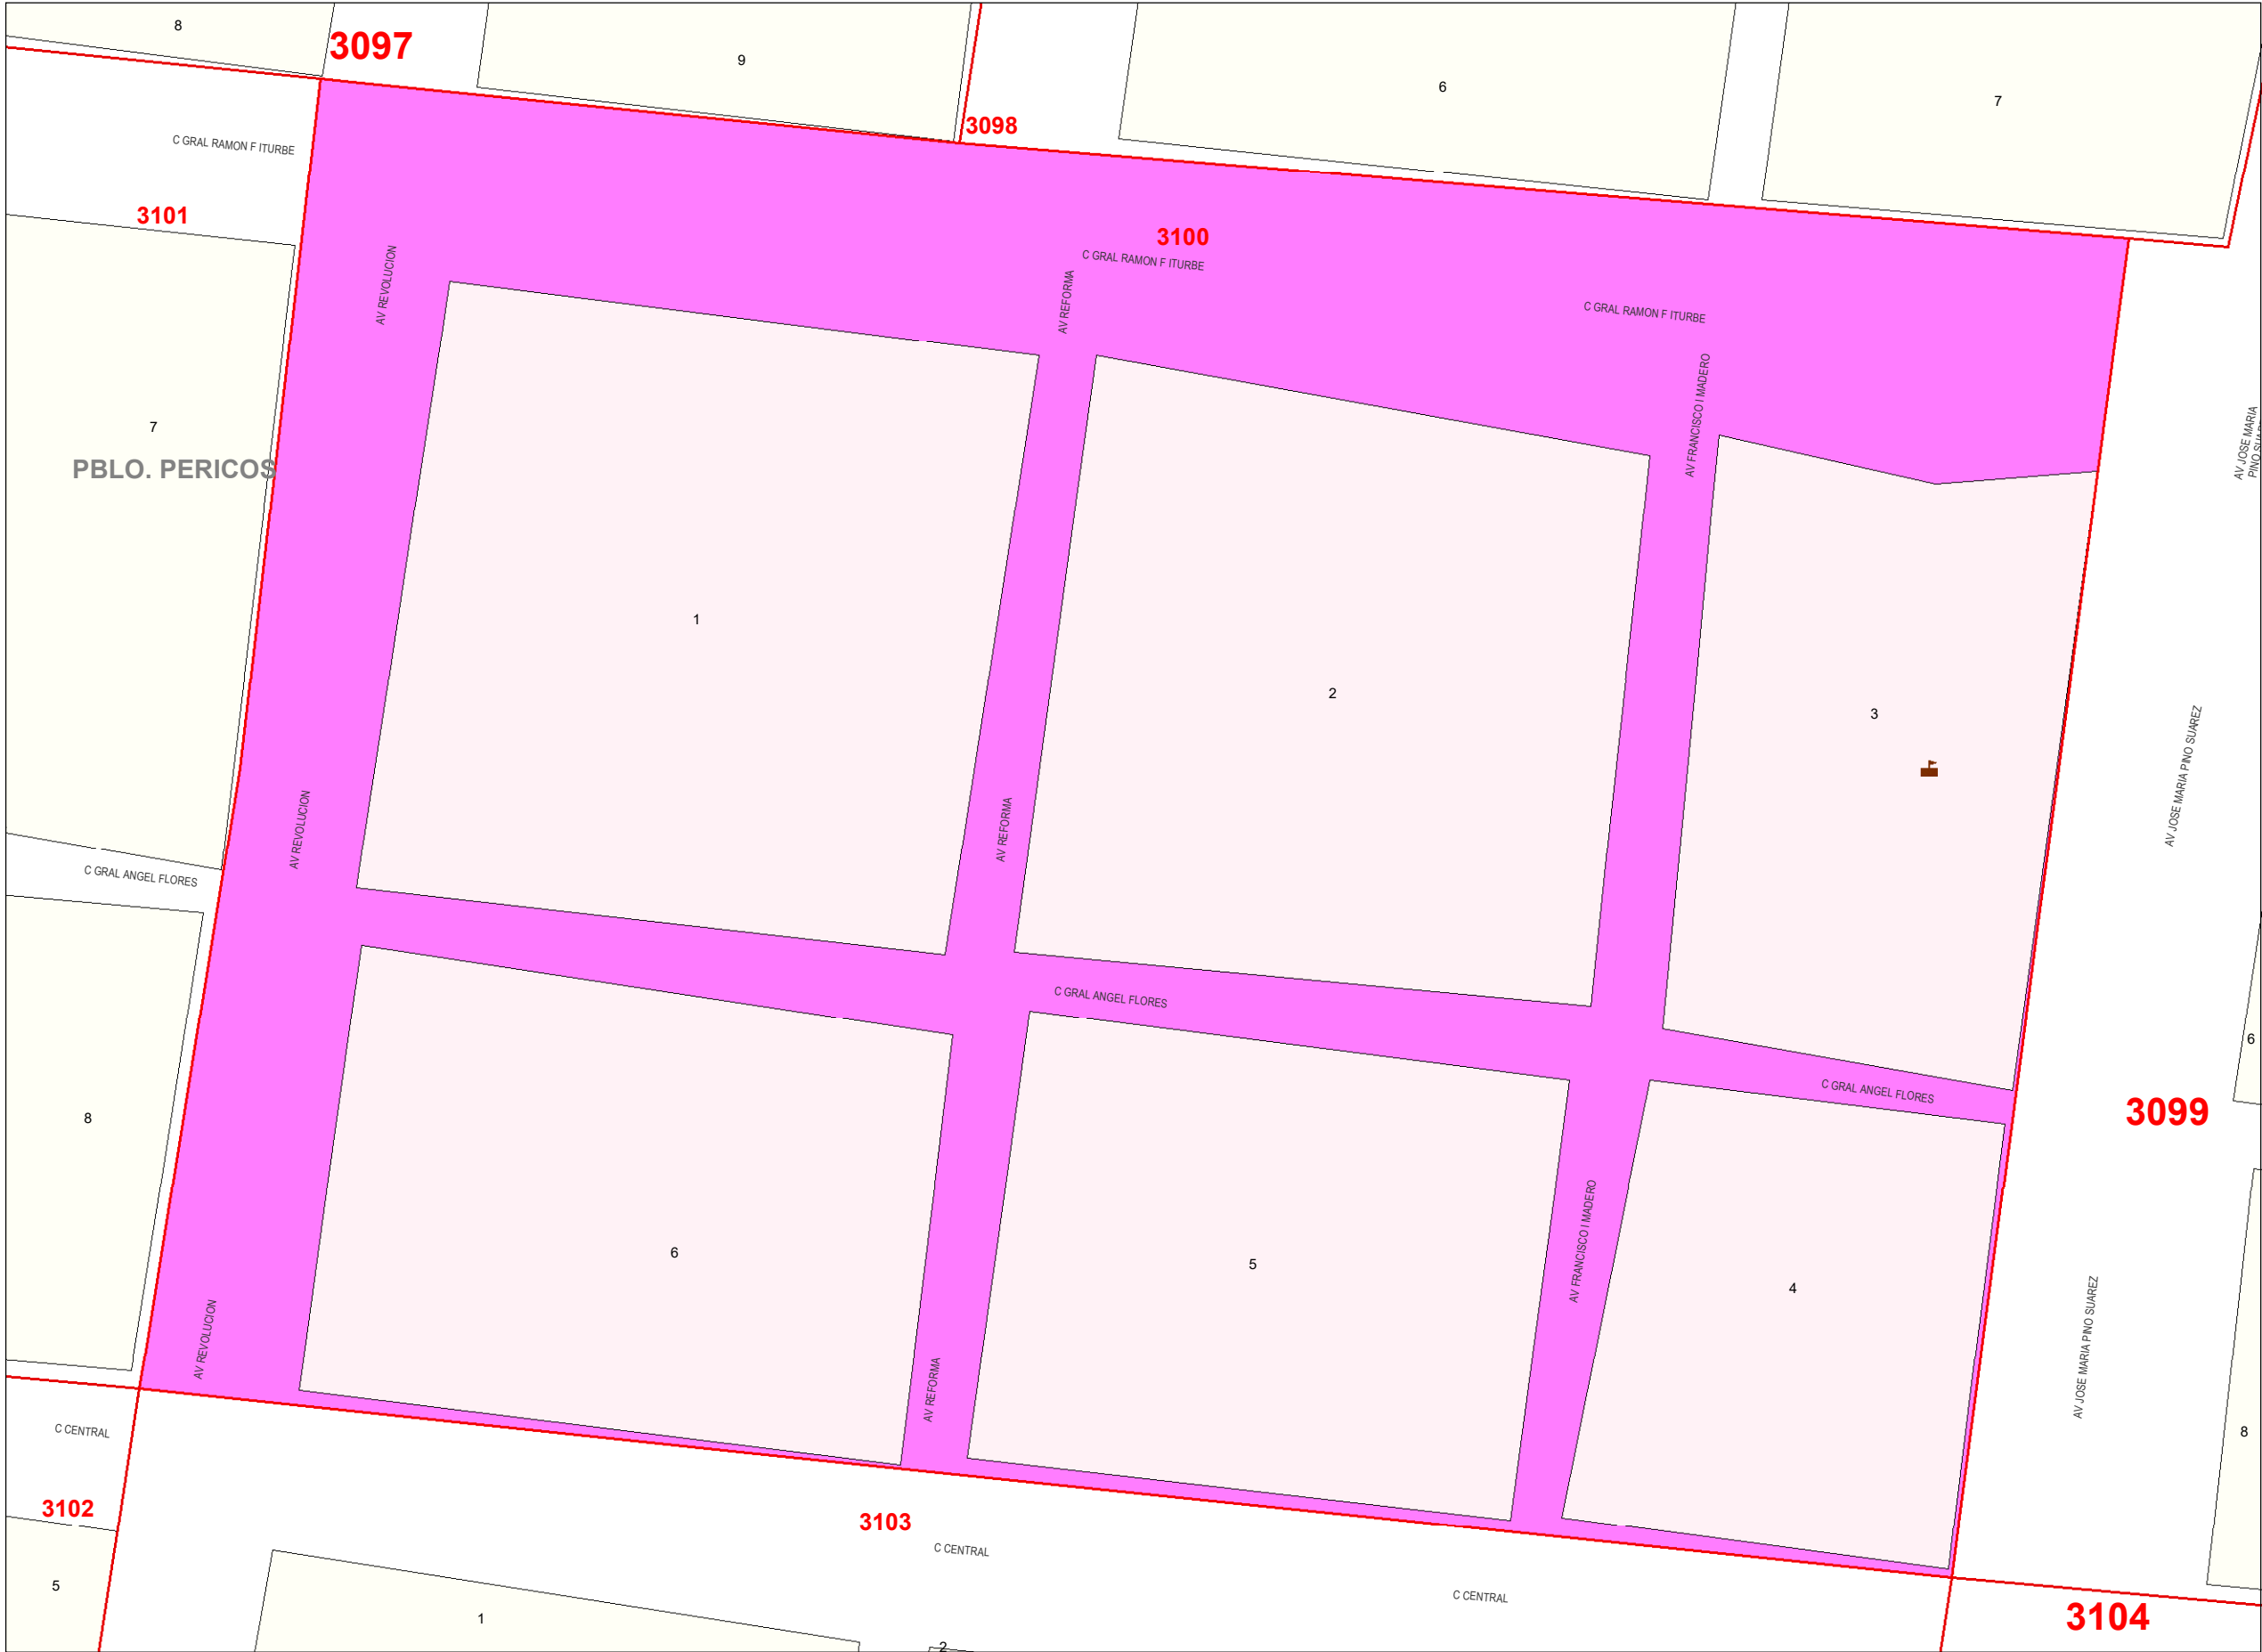 8
3097
9
6
7
3098
C GRAL RAMON F ITURBE
3101
3100
C GRAL RAMON F ITURBE
AV REVOLUCION
AV REFORMA
C GRAL RAMON F ITURBE
AV FRANCISCO I MADERO
AV JOSE MARIA
7
PBLO. PERICOS
1
2
3
AV JOSE MARIA PINO SUAREZ
AV REVOLUCION
AV REFORMA
C GRAL ANGEL FLORES
C GRAL ANGEL FLORES
6
C GRAL ANGEL FLORES
3099
8
6
5
4
AV FRANCISCO I MADERO
AV REVOLUCION
AV REFORMA
AV JOSE MARIA PINO SUAREZ
8
C CENTRAL
3102
3103
C CENTRAL
5
1
2
C CENTRAL
3104